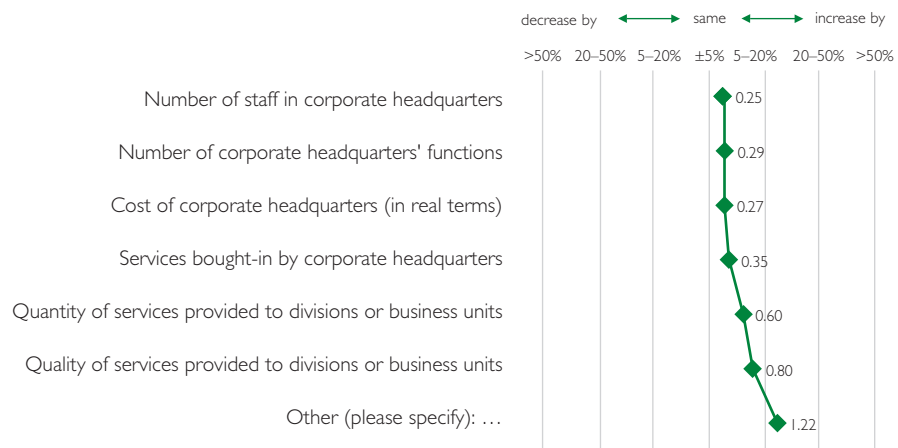 decrease by same increase by
>50% 20–50% 5–20% ±5% 5–20% 20–50% >50%
Number of staff in corporate headquarters 0.25
Number of corporate headquarters' functions 0.29
Cost of corporate headquarters (in real terms) 0.27
Services bought-in by corporate headquarters 0.35
Quantity of services provided to divisions or business units 0.60
Quality of services provided to divisions or business units 0.80
Other (please specify): … 1.22